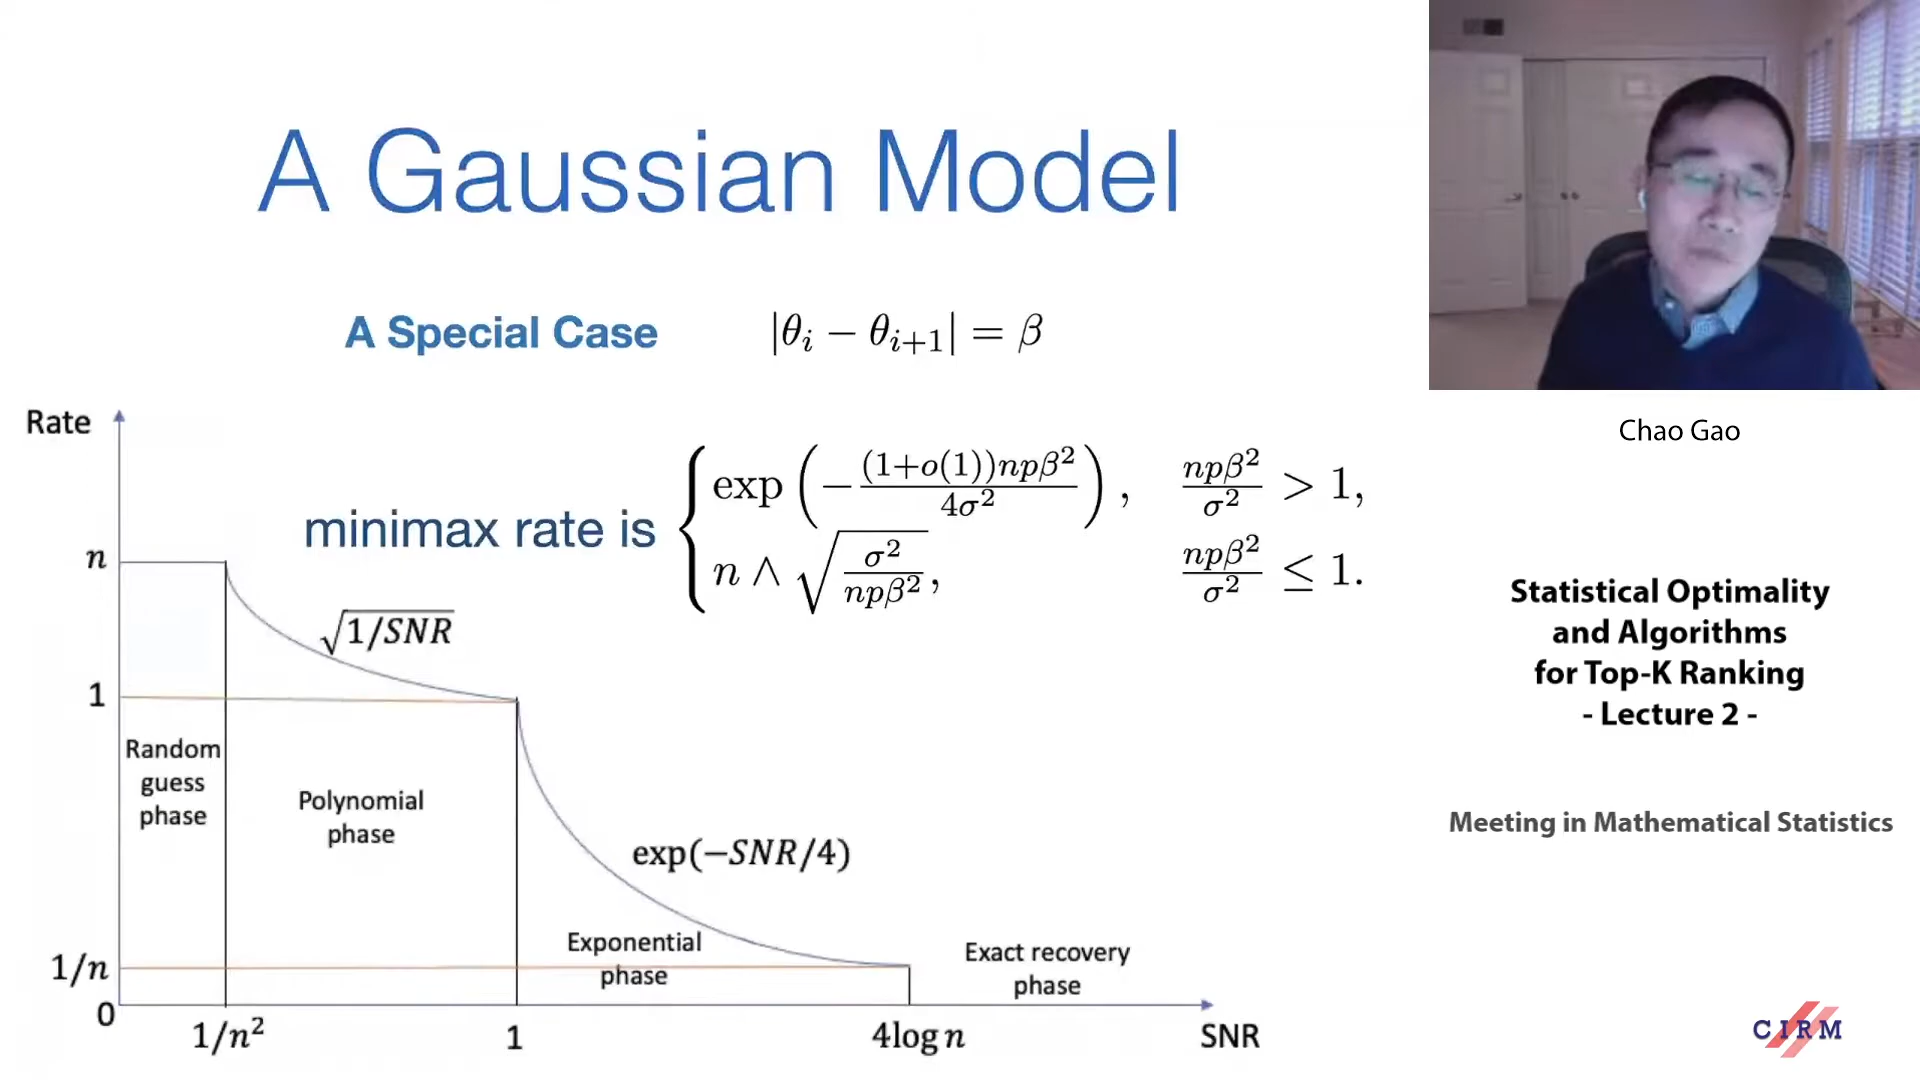 A Gaussian Model
A Special Case |θ_i − θ_{i+1}| = β
Rate
minimax rate is { exp(−(1+o(1))npβ²/4σ²), npβ²/σ² > 1,
n ∧ √(σ²/npβ²), npβ²/σ² ≤ 1.
n
√1/SNR
1
Random
guess
phase
Polynomial
phase
exp(−SNR/4)
Exponential
phase
Exact recovery
phase
1/n
0
1/n²
1
4log n
SNR
Chao Gao
Statistical Optimality
and Algorithms
for Top-K Ranking
- Lecture 2 -
Meeting in Mathematical Statistics
CIRM